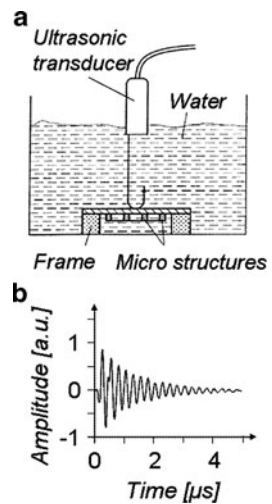 a
Ultrasonic
transducer
Water
Frame Micro structures
b
Amplitude [a.u.]
1
0
-1
0 2 4
Time [µs]